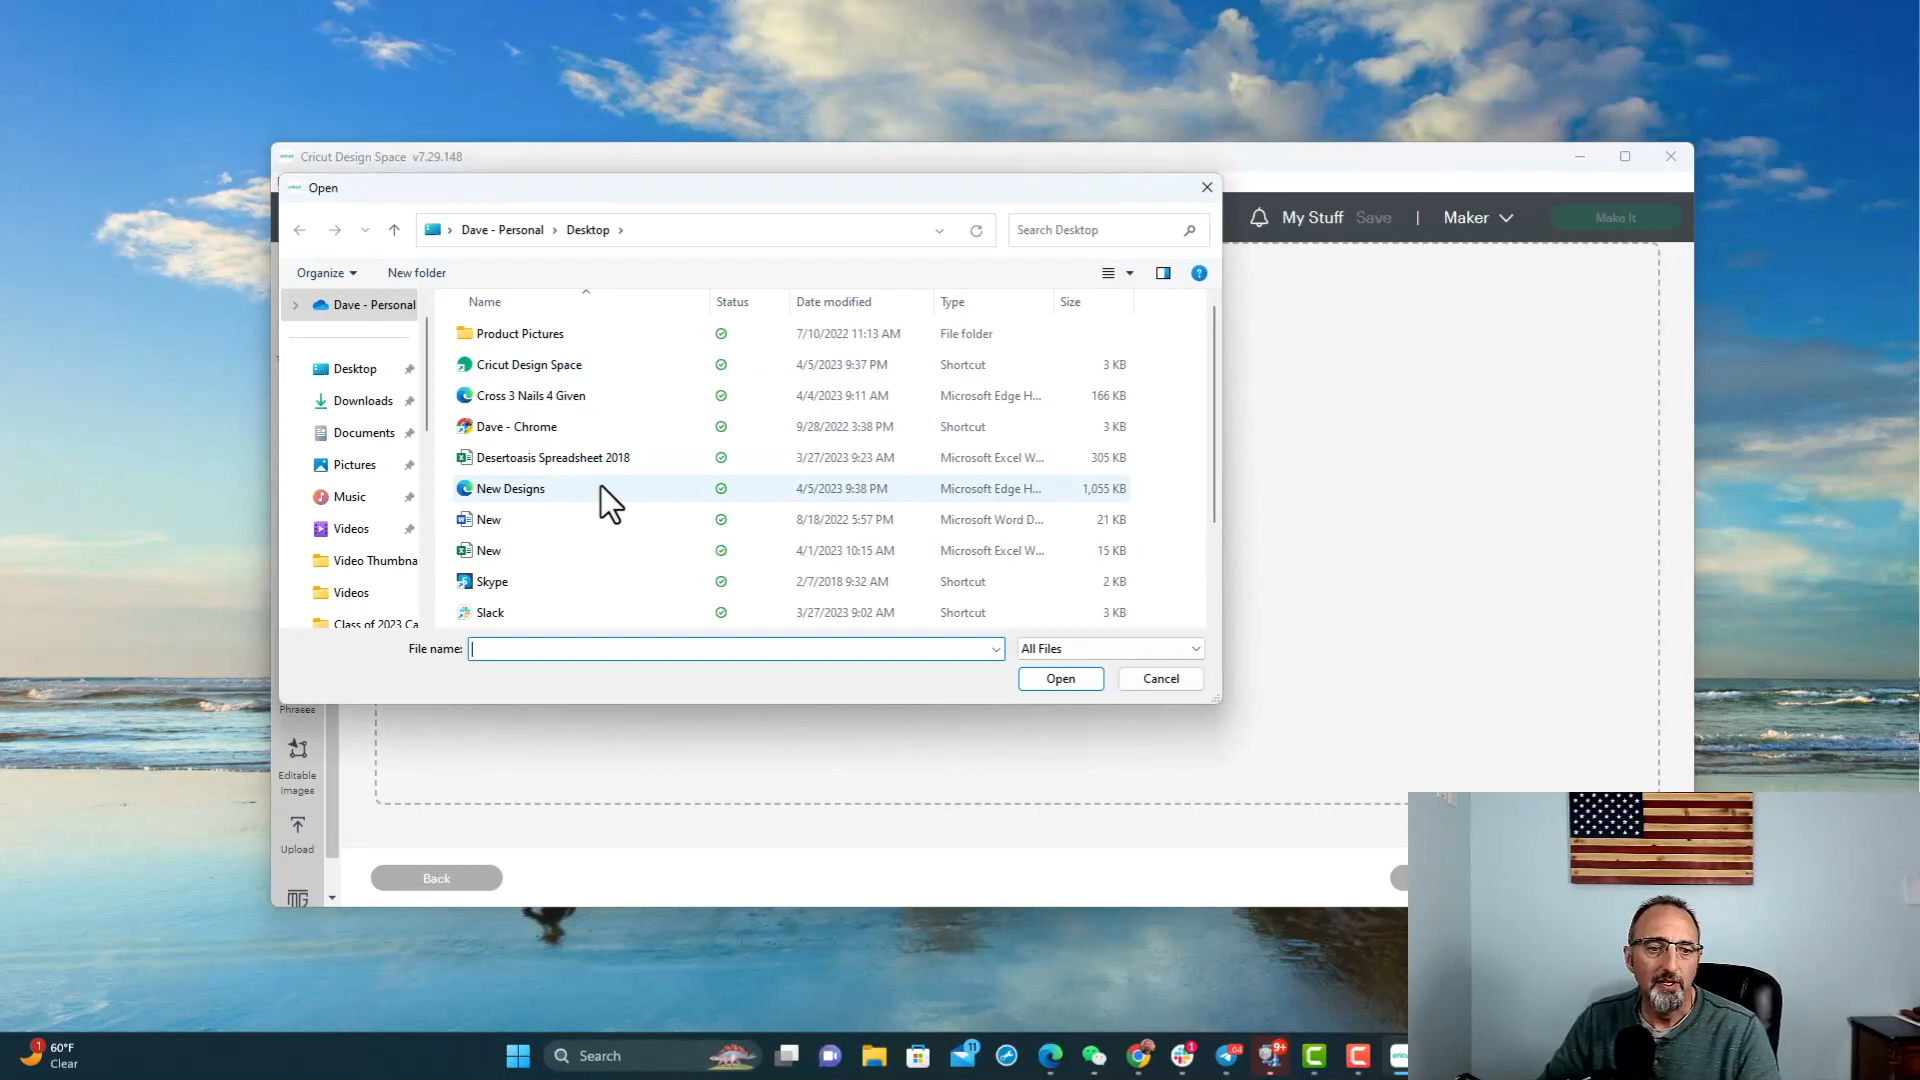 Cricut Design Space v7.29.148
Open
Dave - Personal > Desktop >
Search Desktop
My Stuff Save | Maker
Make It
Organize New folder
Name Status Date modified Type Size
Dave - Personal
Desktop
Downloads
Documents
Pictures
Music
Videos
Video Thumbna
Videos
Class of 2023 Ca
Product Pictures 7/10/2022 11:13 AM File folder
Cricut Design Space 4/5/2023 9:37 PM Shortcut 3 KB
Cross 3 Nails 4 Given 4/4/2023 9:11 AM Microsoft Edge H... 166 KB
Dave - Chrome 9/28/2022 3:38 PM Shortcut 3 KB
Desertoasis Spreadsheet 2018 3/27/2023 9:23 AM Microsoft Excel W... 305 KB
New Designs 4/5/2023 9:38 PM Microsoft Edge H... 1,055 KB
New 8/18/2022 5:57 PM Microsoft Word D... 21 KB
New 4/1/2023 10:15 AM Microsoft Excel W... 15 KB
Skype 2/7/2018 9:32 AM Shortcut 2 KB
Slack 3/27/2023 9:02 AM Shortcut 3 KB
File name: All Files
Open Cancel
Phrases
Editable
Images
Upload
Back
1 60°F
Clear
Search
11
1
04
9+